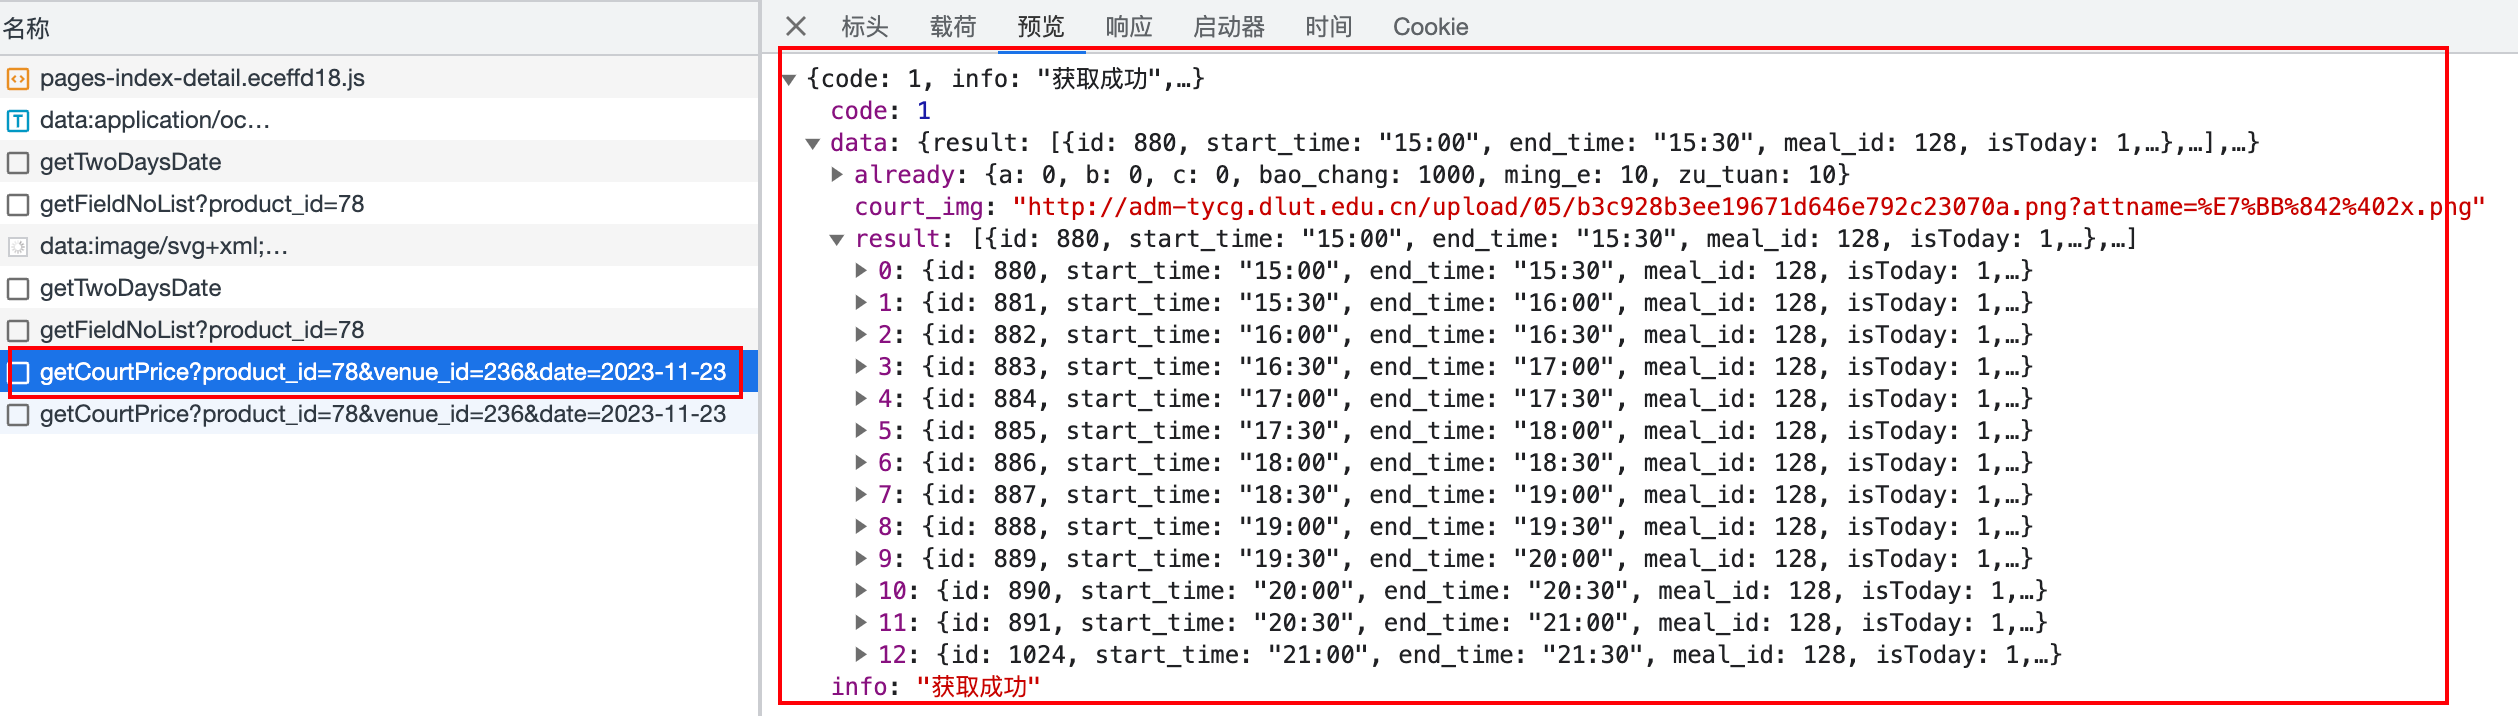 名称
pages-index-detail.eceffd18.js
data:application/oc…
getTwoDaysDate
getFieldNoList?product_id=78
data:image/svg+xml;…
getTwoDaysDate
getFieldNoList?product_id=78
getCourtPrice?product_id=78&venue_id=236&date=2023-11-23
getCourtPrice?product_id=78&venue_id=236&date=2023-11-23
标头 载荷 预览 响应 启动器 时间 Cookie
{code: 1, info: "获取成功",…}
code: 1
data: {result: [{id: 880, start_time: "15:00", end_time: "15:30", meal_id: 128, isToday: 1,…},…],…}
already: {a: 0, b: 0, c: 0, bao_chang: 1000, ming_e: 10, zu_tuan: 10}
court_img: "http://adm-tycg.dlut.edu.cn/upload/05/b3c928b3ee19671d646e792c23070a.png?attname=%E7%BB%842%402x.png"
result: [{id: 880, start_time: "15:00", end_time: "15:30", meal_id: 128, isToday: 1,…},…]
0: {id: 880, start_time: "15:00", end_time: "15:30", meal_id: 128, isToday: 1,…}
1: {id: 881, start_time: "15:30", end_time: "16:00", meal_id: 128, isToday: 1,…}
2: {id: 882, start_time: "16:00", end_time: "16:30", meal_id: 128, isToday: 1,…}
3: {id: 883, start_time: "16:30", end_time: "17:00", meal_id: 128, isToday: 1,…}
4: {id: 884, start_time: "17:00", end_time: "17:30", meal_id: 128, isToday: 1,…}
5: {id: 885, start_time: "17:30", end_time: "18:00", meal_id: 128, isToday: 1,…}
6: {id: 886, start_time: "18:00", end_time: "18:30", meal_id: 128, isToday: 1,…}
7: {id: 887, start_time: "18:30", end_time: "19:00", meal_id: 128, isToday: 1,…}
8: {id: 888, start_time: "19:00", end_time: "19:30", meal_id: 128, isToday: 1,…}
9: {id: 889, start_time: "19:30", end_time: "20:00", meal_id: 128, isToday: 1,…}
10: {id: 890, start_time: "20:00", end_time: "20:30", meal_id: 128, isToday: 1,…}
11: {id: 891, start_time: "20:30", end_time: "21:00", meal_id: 128, isToday: 1,…}
12: {id: 1024, start_time: "21:00", end_time: "21:30", meal_id: 128, isToday: 1,…}
info: "获取成功"